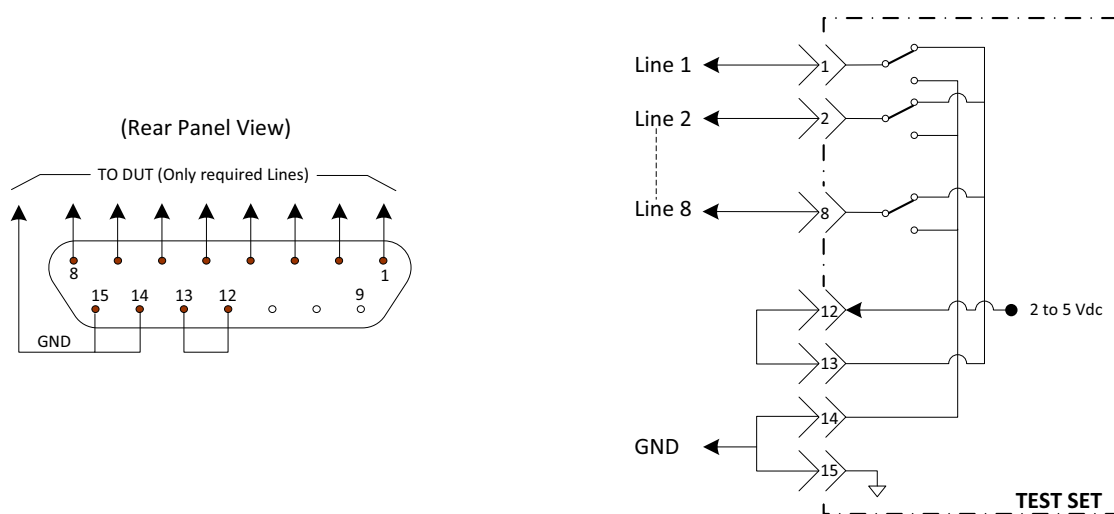 (Rear Panel View)
TO DUT (Only required Lines)
8
1
15
14
13
12
9
GND
Line 1
1
Line 2
2
Line 8
8
12
2 to 5 Vdc
13
14
GND
15
TEST SET